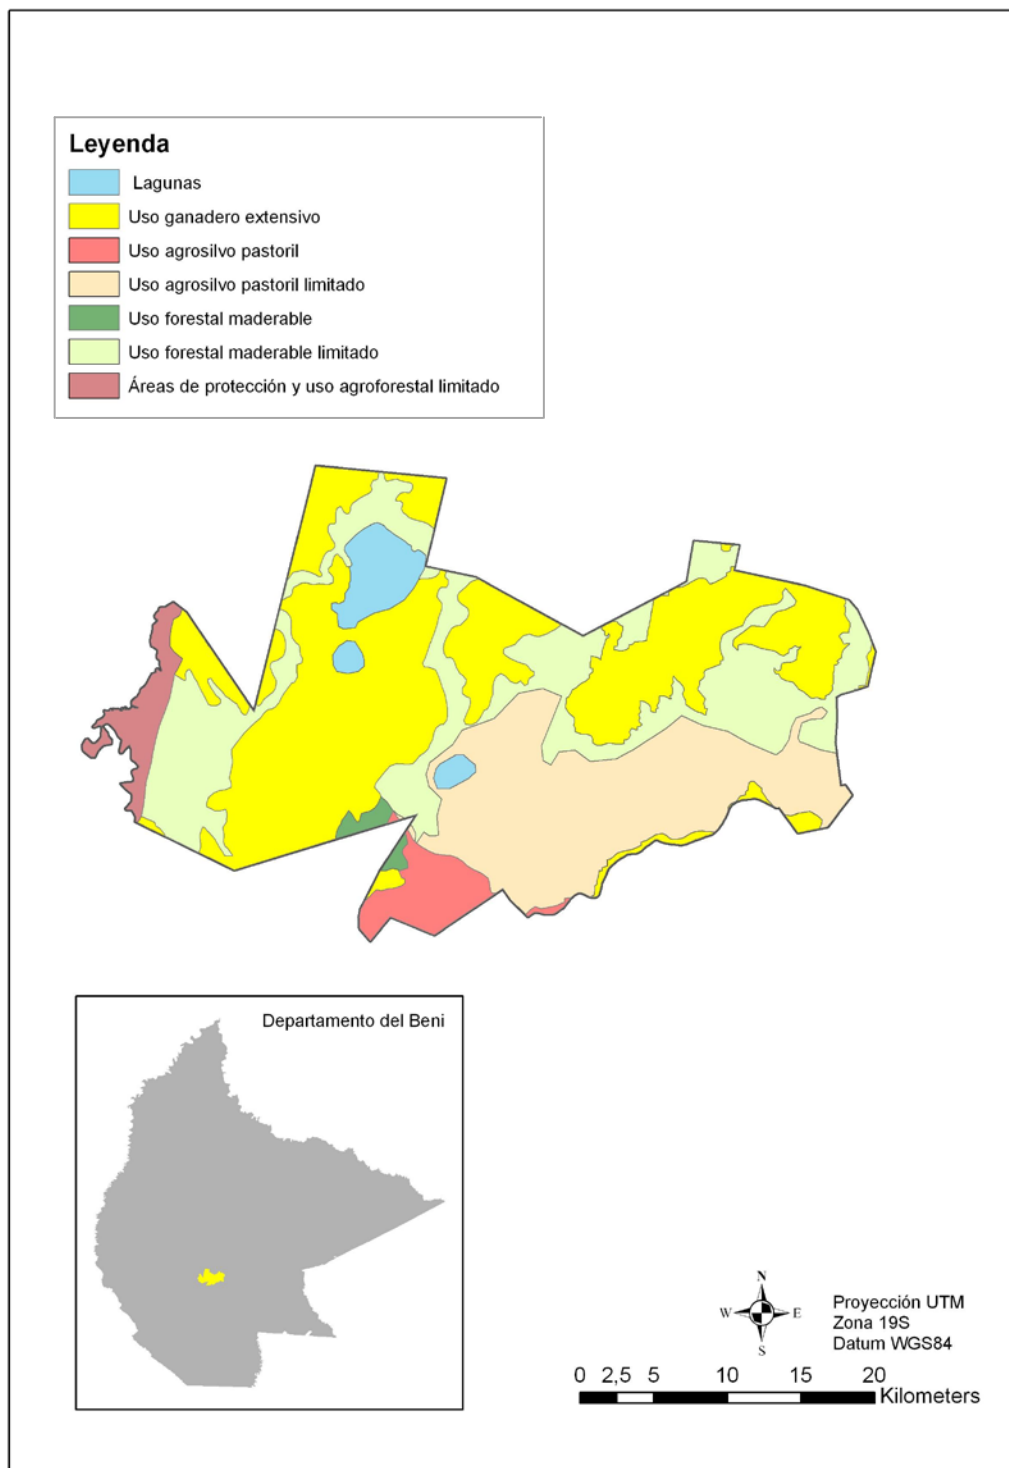 Leyenda
Lagunas
Uso ganadero extensivo
Uso agrosilvo pastoril
Uso agrosilvo pastoril limitado
Uso forestal maderable
Uso forestal maderable limitado
Áreas de protección y uso agroforestal limitado
Departamento del Beni
N
W E
S
Proyección UTM
Zona 19S
Datum WGS84
0 2,5 5 10 15 20
Kilometers